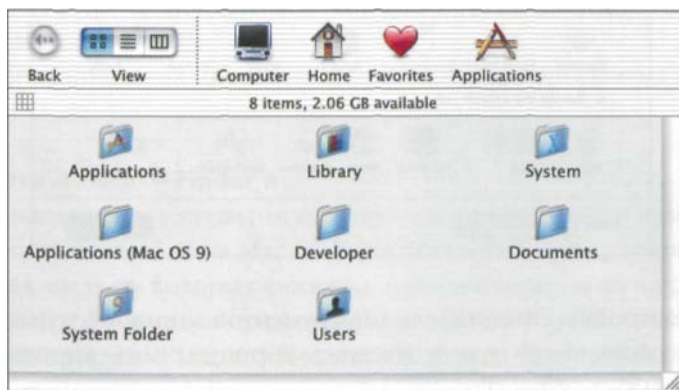 Back View Computer Home Favorites Applications
8 items, 2.06 GB available
Applications Library System
Applications (Mac OS 9) Developer Documents
System Folder Users